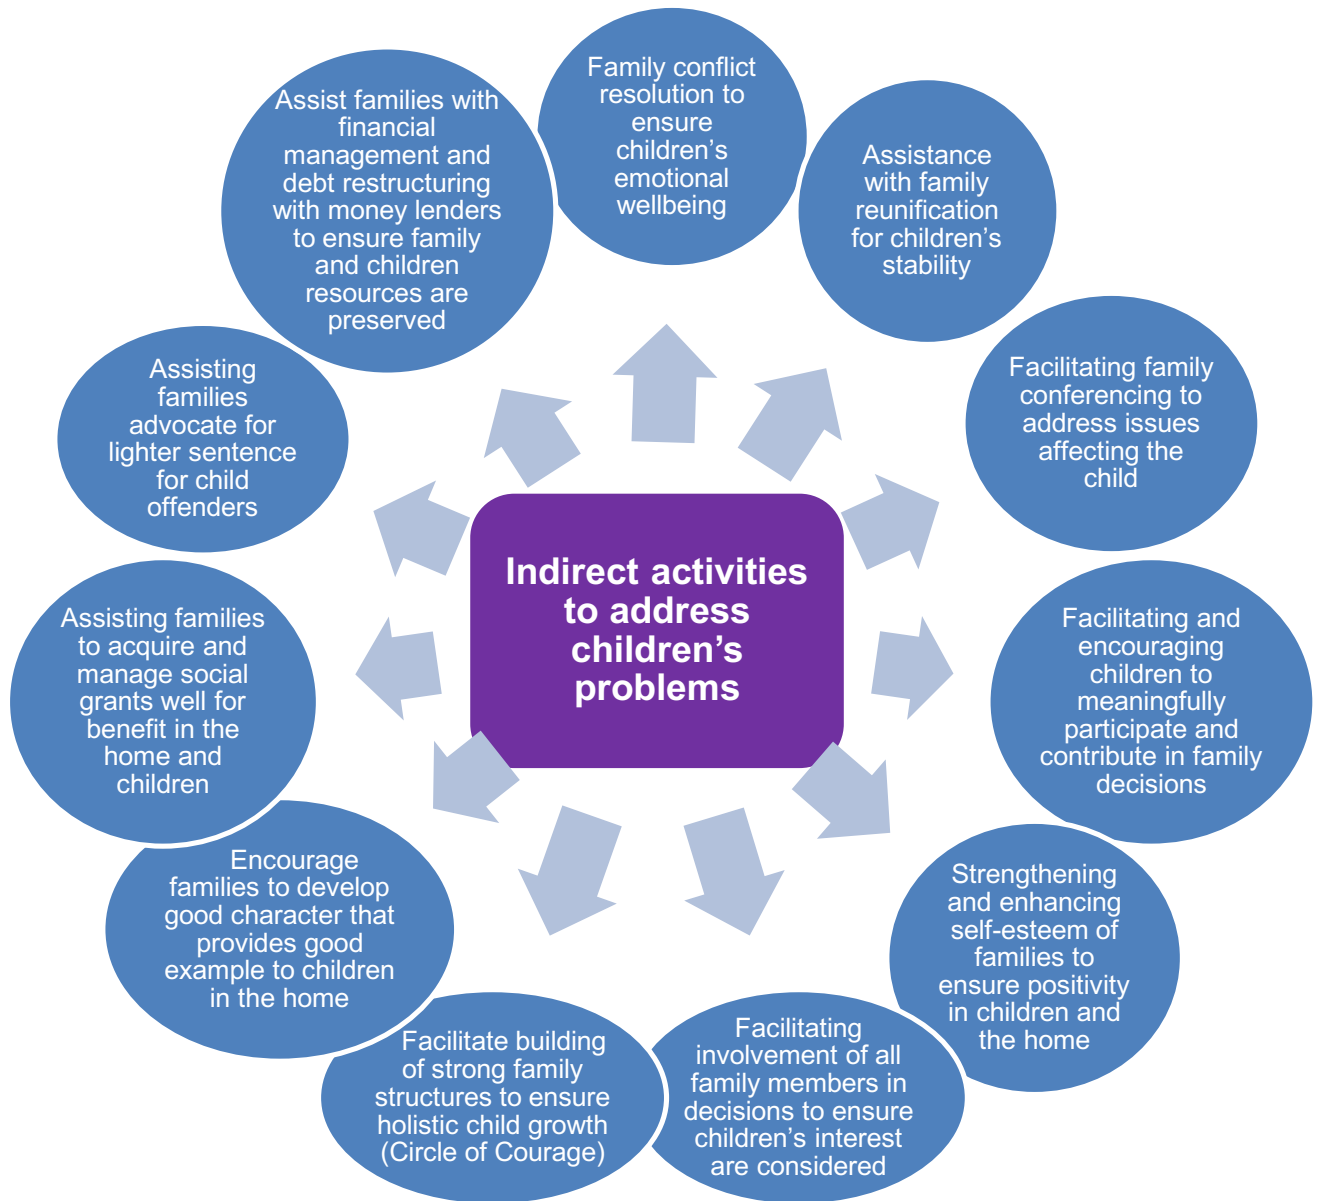 Family conflict
resolution to
ensure
children’s
emotional
wellbeing
Assistance
with family
reunification
for children’s
stability
Facilitating family
conferencing to
address issues
affecting the
child
Facilitating and
encouraging
children to
meaningfully
participate and
contribute in family
decisions
Strengthening
and enhancing
self-esteem of
families to
ensure positivity
in children and
the home
Facilitating
involvement of all
family members in
decisions to ensure
children’s interest
are considered
Facilitate building
of strong family
structures to ensure
holistic child growth
(Circle of Courage)
Encourage
families to develop
good character that
provides good
example to children
in the home
Assisting families
to acquire and
manage social
grants well for
benefit in the
home and
children
Assisting
families
advocate for
lighter sentence
for child
offenders
Assist families with
financial
management and
debt restructuring
with money lenders
to ensure family
and children
resources are
preserved
Indirect activities
to address
children’s
problems